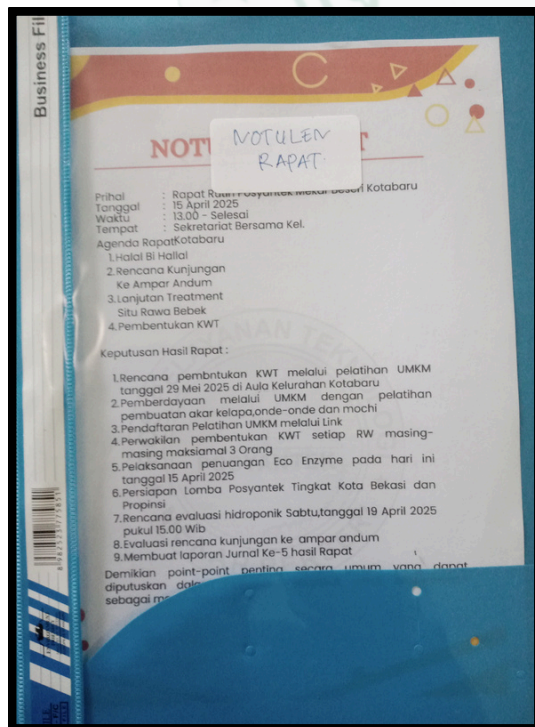 Business Fil
NOTU T
NOTULEN
RAPAT
Prihal : Rapat Rutin Posyantek Mekar Besori Kotabaru
Tanggal : 15 April 2025
Waktu : 13.00 - Selesai
Tempat : Sekretariat Bersama Kel.
Agenda RapatKotabaru
1.Halal Bi Hallal
2.Rencana Kunjungan
Ke Ampar Andum
3.Lanjutan Treatment
Situ Rawa Bebek
4.Pembentukan KWT
Keputusan Hasil Rapat :
1.Rencana pembntukan KWT melalui pelatihan UMKM
tanggal 29 Mei 2025 di Aula Kelurahan Kotabaru
2.Pemberdayaan melalui UMKM dengan pelatihan
pembuatan akar kelapa,onde-onde dan mochi
3.Pendaftaran Pelatihan UMKM melalui Link
4.Perwakilan pembentukan KWT setiap RW masing-
masing maksiamal 3 Orang
5.Pelaksanaan penuangan Eco Enzyme pada hari ini
tanggal 15 April 2025
6.Persiapan Lomba Posyantek Tingkat Kota Bekasi dan
Propinsi
7.Rencana evaluasi hidroponik Sabtu,tanggal 19 April 2025
pukul 15.00 Wib
8.Evaluasi rencana kunjungan ke ampar andum
9.Membuat laporan Jurnal Ke-5 hasil Rapat
Demikian point-point penting secara umum yang dapat
diputuskan
sebagai